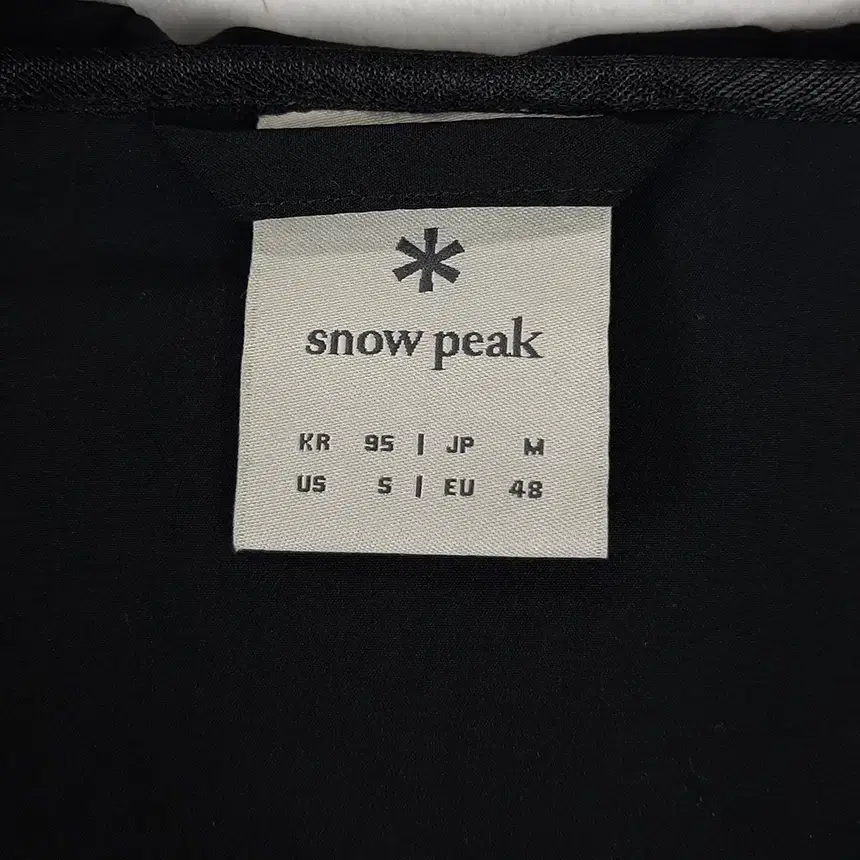 snow peak
KR 95 | JP M
US S | EU 48